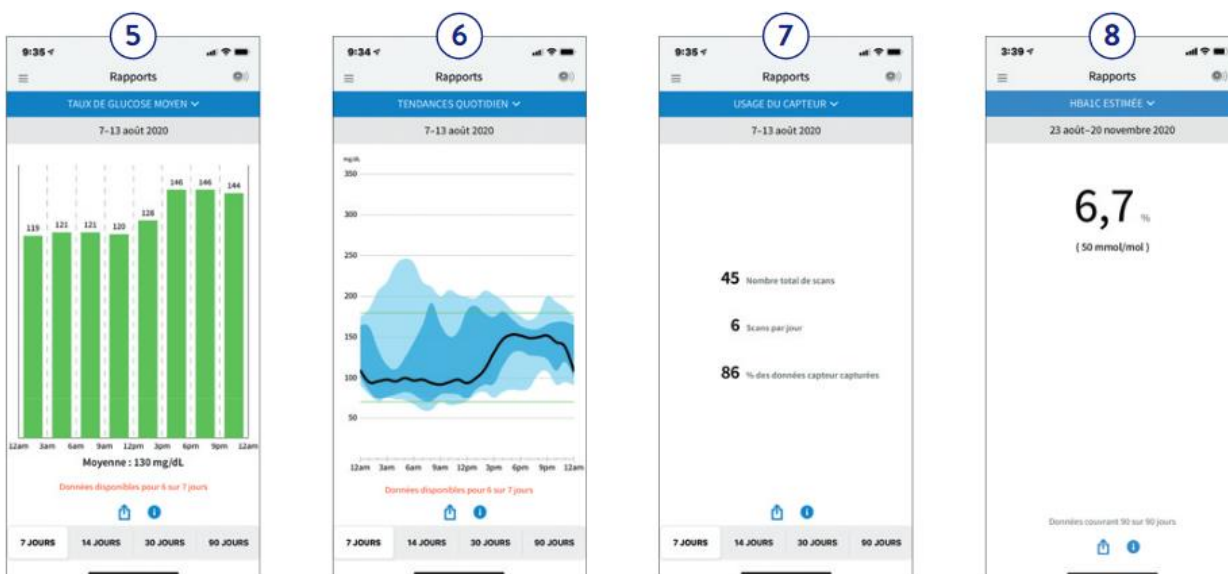 5
9:35
Rapports
TAUX DE GLUCOSE MOYEN
7–13 août 2020
119 121 121 120 128 146 146 144
12am 3am 6am 9am 12pm 3pm 6pm 9pm 12am
Moyenne : 130 mg/dL
Données disponibles pour 6 sur 7 jours
7 JOURS 14 JOURS 30 JOURS 90 JOURS
6
9:34
Rapports
TENDANCES QUOTIDIEN
7–13 août 2020
mg/dL
350
300
250
200
150
100
50
12am 3am 6am 9am 12pm 3pm 6pm 9pm 12am
Données disponibles pour 6 sur 7 jours
7 JOURS 14 JOURS 30 JOURS 90 JOURS
7
9:35
Rapports
USAGE DU CAPTEUR
7–13 août 2020
45 Nombre total de scans
6 Scans par jour
86 % des données capteur capturées
7 JOURS 14 JOURS 30 JOURS 90 JOURS
8
3:39
Rapports
HBA1C ESTIMÉE
23 août–20 novembre 2020
6,7 %
( 50 mmol/mol )
Données couvrant 90 sur 90 jours